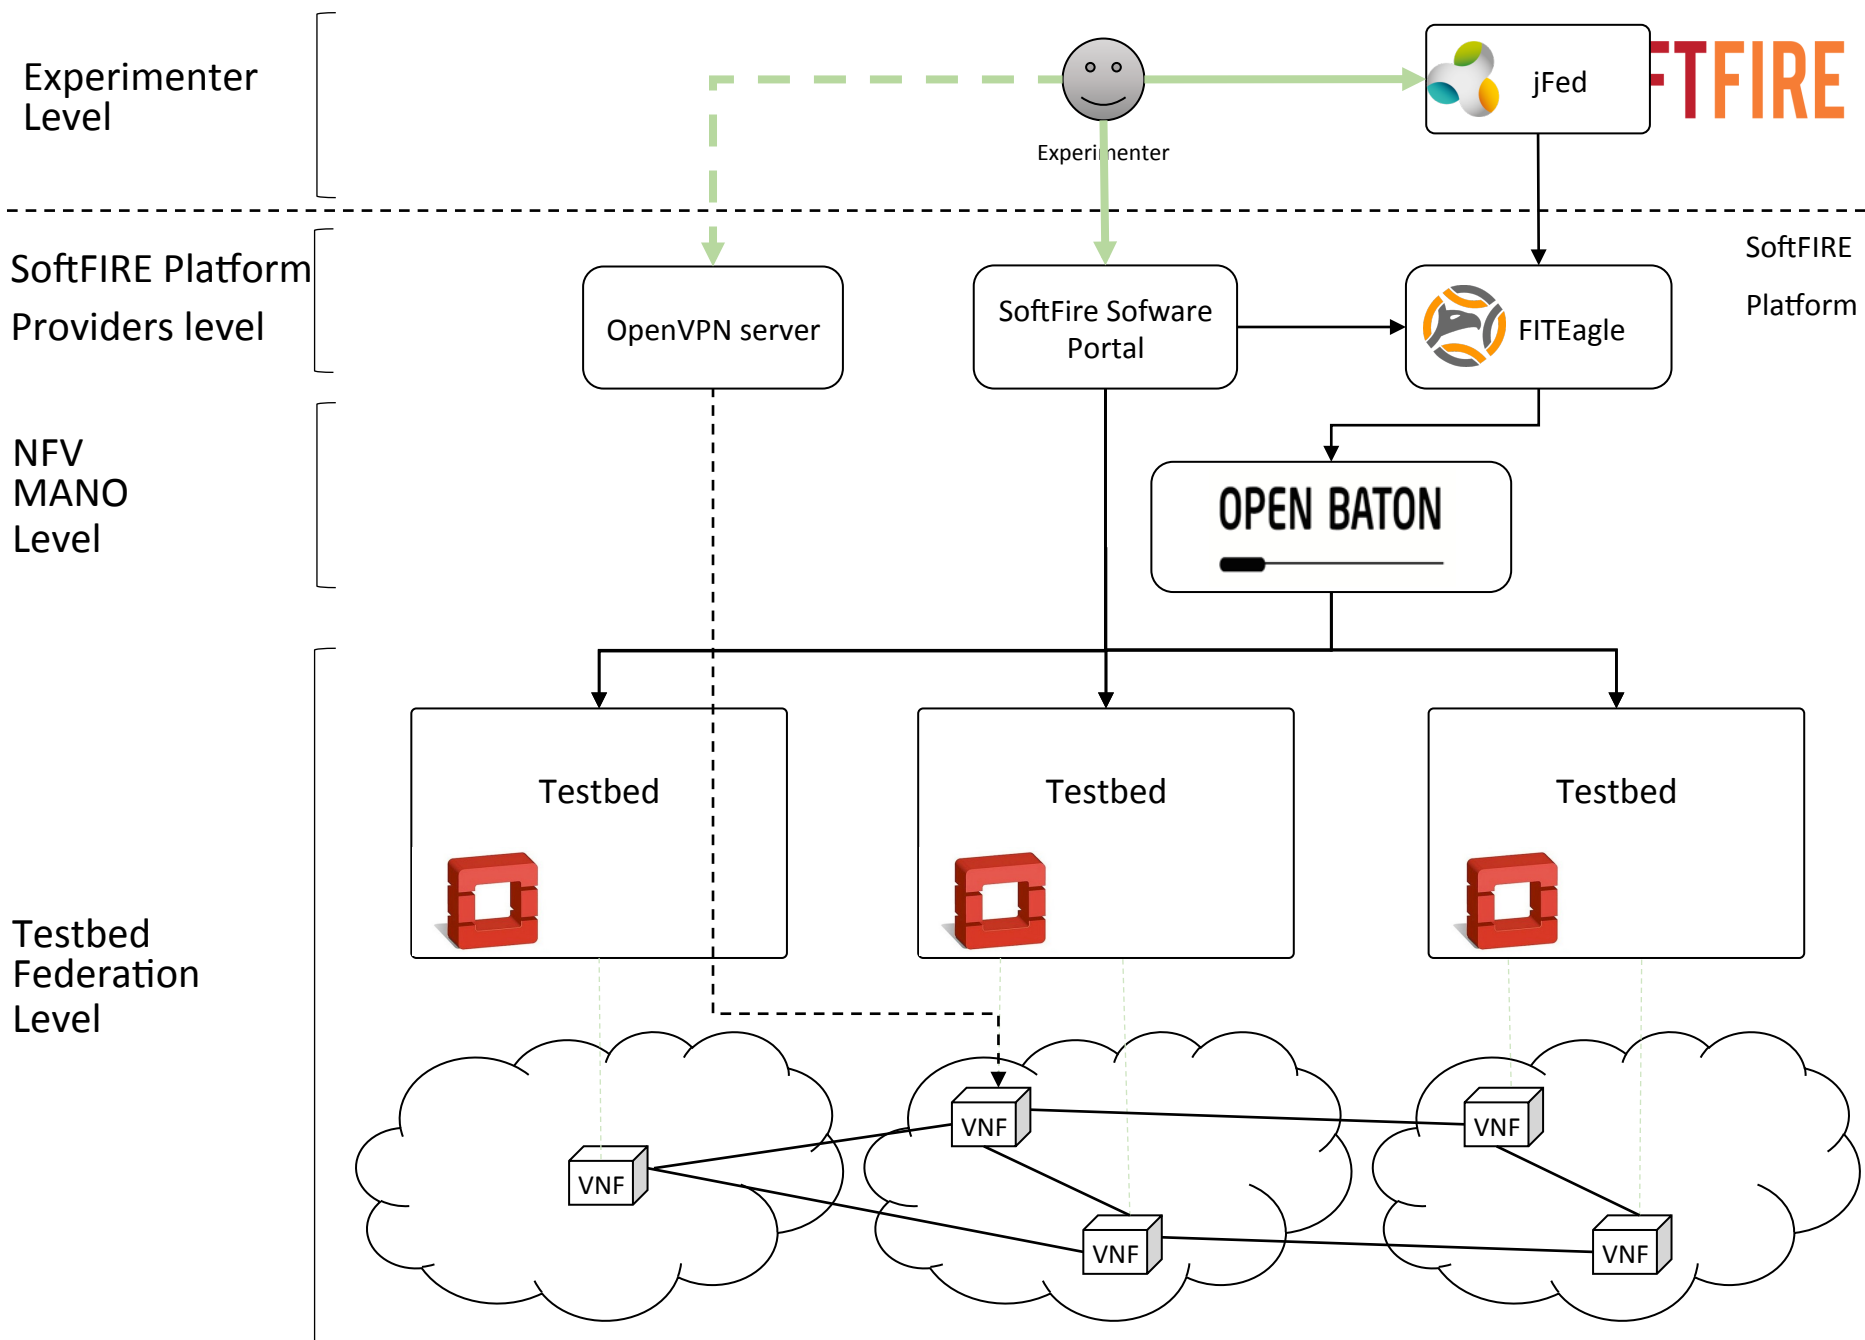 Experimenter
Level
Experimenter
jFed
FTFIRE
SoftFIRE Platform
Providers level
OpenVPN server
SoftFire Sofware
Portal
FITEagle
SoftFIRE
Platform
NFV
MANO
Level
OPEN BATON
Testbed
Federation
Level
Testbed
Testbed
Testbed
VNF
VNF
VNF
VNF
VNF